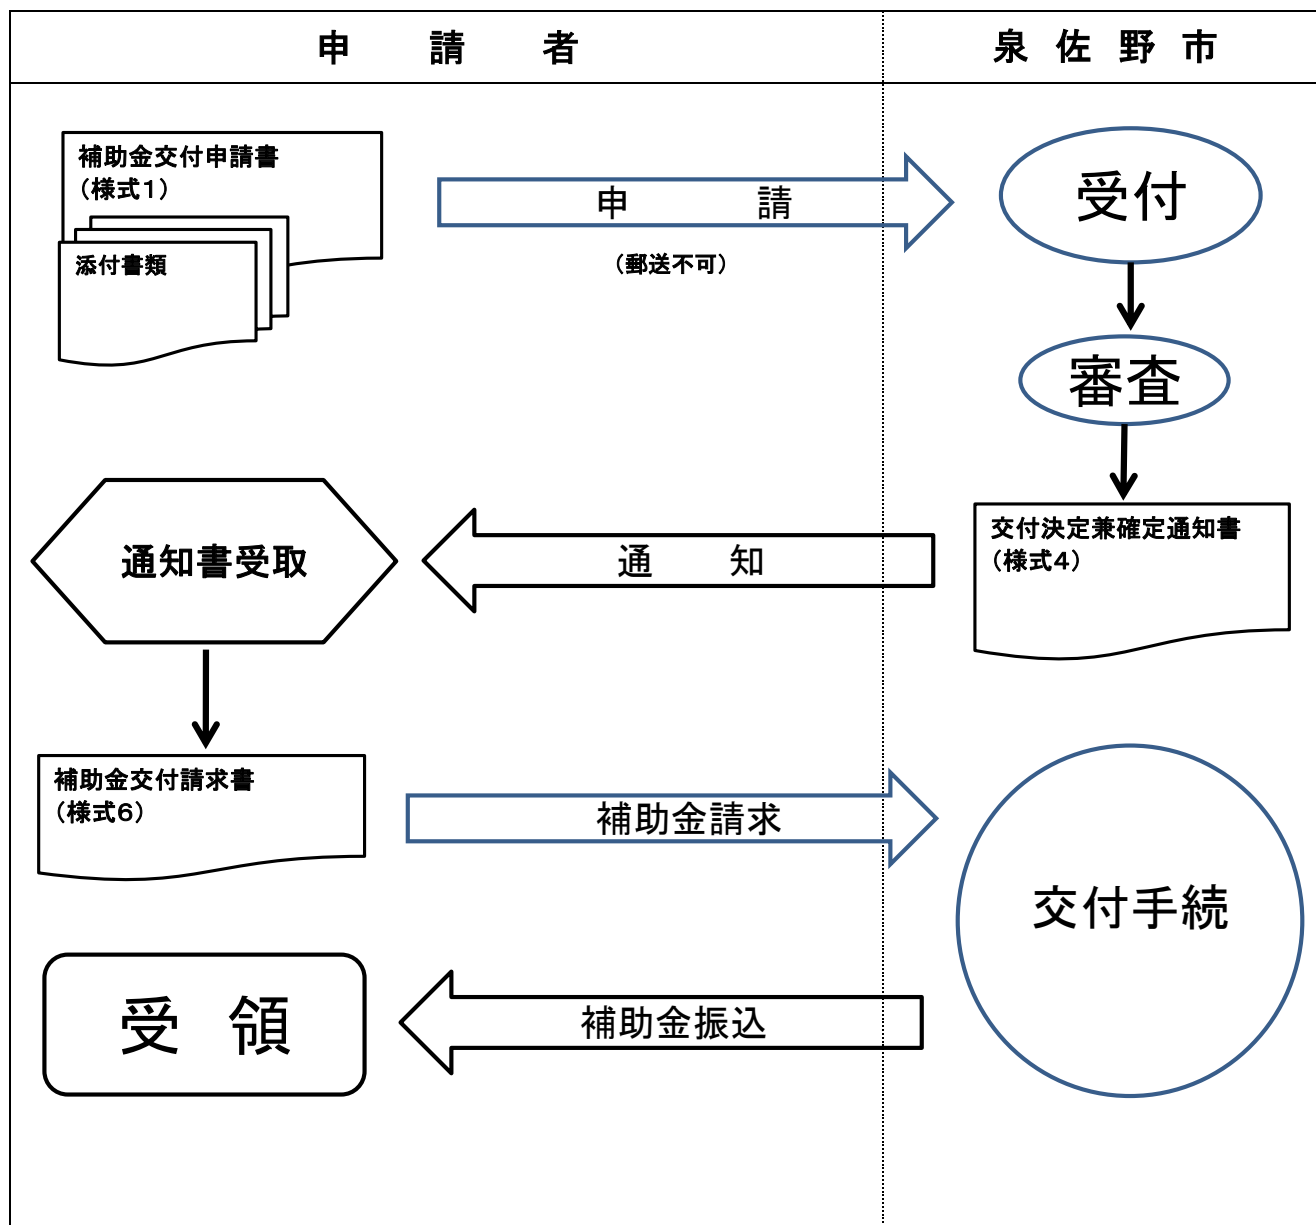 申請者
泉佐野市
補助金交付申請書
(様式1)
添付書類
申請
(郵送不可)
受付
審査
交付決定兼確定通知書
(様式4)
通知
通知書受取
補助金交付請求書
(様式6)
補助金請求
交付手続
補助金振込
受領